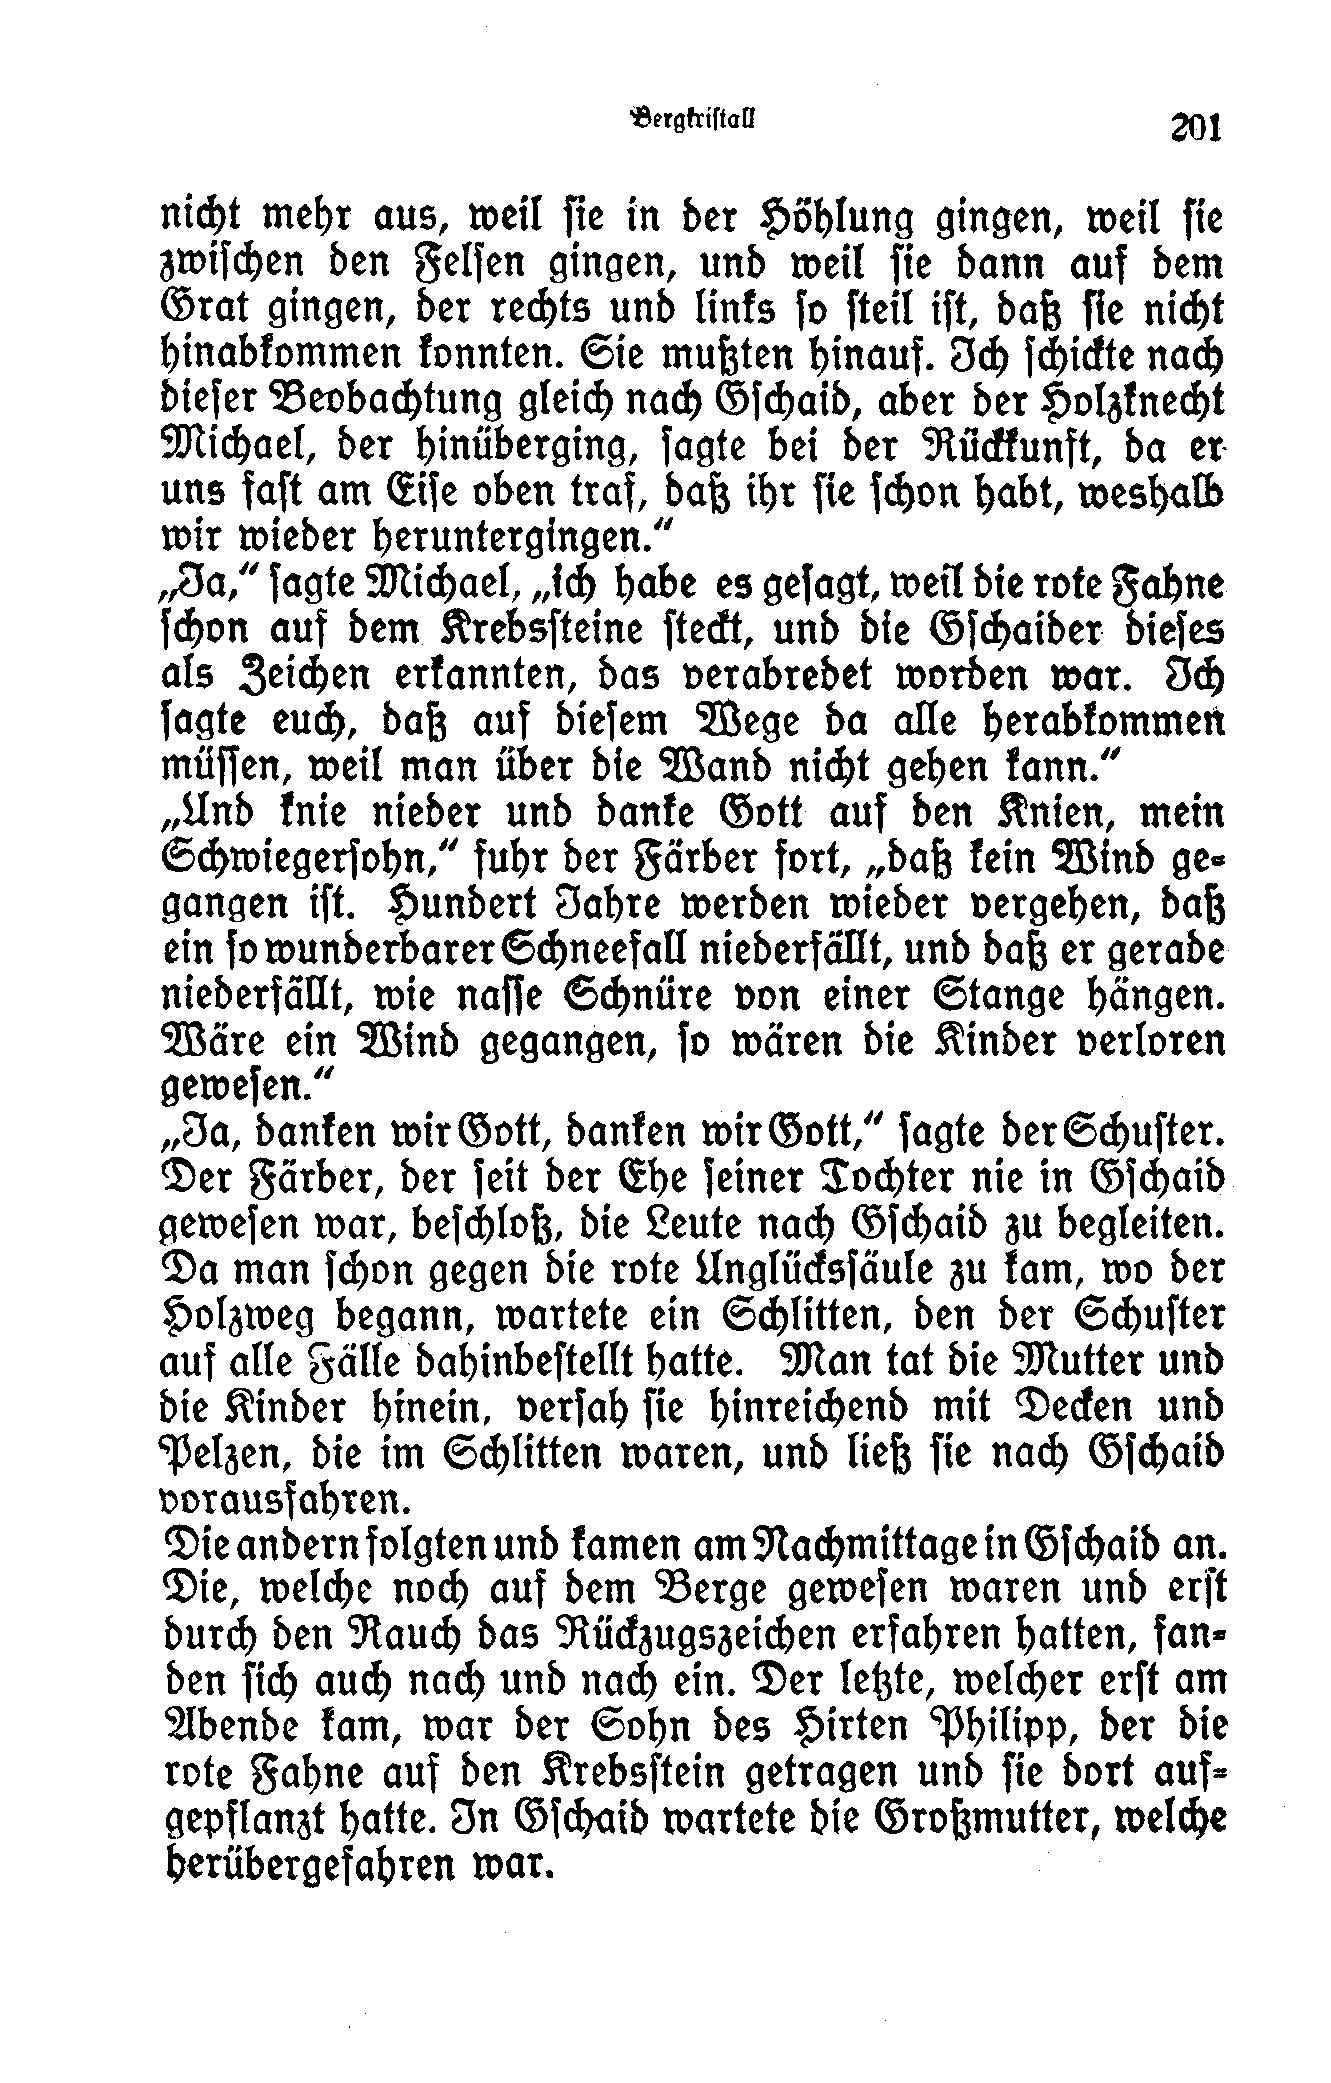 Bergkristall
201
nicht mehr aus, weil sie in der Höhlung gingen, weil sie
zwischen den Felsen gingen, und weil sie dann auf dem
Grat gingen, der rechts und links so steil ist, daß sie nicht
hinabkommen konnten. Sie mußten hinauf. Ich schickte nach
dieser Beobachtung gleich nach Gschaid, aber der Holzknecht
Michael, der hinüberging, sagte bei der Rückkunft, da er
uns fast am Eise oben traf, daß ihr sie schon habt, weshalb
wir wieder heruntergingen.“
„Ja,“ sagte Michael, „ich habe es gesagt, weil die rote Fahne
schon auf dem Krebssteine steckt, und die Gschaider dieses
als Zeichen erkannten, das verabredet worden war. Ich
sagte euch, daß auf diesem Wege da alle herabkommen
müssen, weil man über die Wand nicht gehen kann.“
„Und knie nieder und danke Gott auf den Knien, mein
Schwiegersohn,“ fuhr der Färber fort, „daß kein Wind ge-
gangen ist. Hundert Jahre werden wieder vergehen, daß
ein so wunderbarer Schneefall niederfällt, und daß er gerade
niederfällt, wie nasse Schnüre von einer Stange hängen.
Wäre ein Wind gegangen, so wären die Kinder verloren
gewesen.“
„Ja, danken wir Gott, danken wir Gott,“ sagte der Schuster.
Der Färber, der seit der Ehe seiner Tochter nie in Gschaid
gewesen war, beschloß, die Leute nach Gschaid zu begleiten.
Da man schon gegen die rote Unglückssäule zu kam, wo der
Holzweg begann, wartete ein Schlitten, den der Schuster
auf alle Fälle dahinbestellt hatte. Man tat die Mutter und
die Kinder hinein, versah sie hinreichend mit Decken und
Pelzen, die im Schlitten waren, und ließ sie nach Gschaid
vorausfahren.
Die andern folgten und kamen am Nachmittage in Gschaid an.
Die, welche noch auf dem Berge gewesen waren und erst
durch den Rauch das Rückzugszeichen erfahren hatten, fan-
den sich auch nach und nach ein. Der letzte, welcher erst am
Abende kam, war der Sohn des Hirten Philipp, der die
rote Fahne auf den Krebsstein getragen und sie dort auf-
gepflanzt hatte. In Gschaid wartete die Großmutter, welche
herübergefahren war.